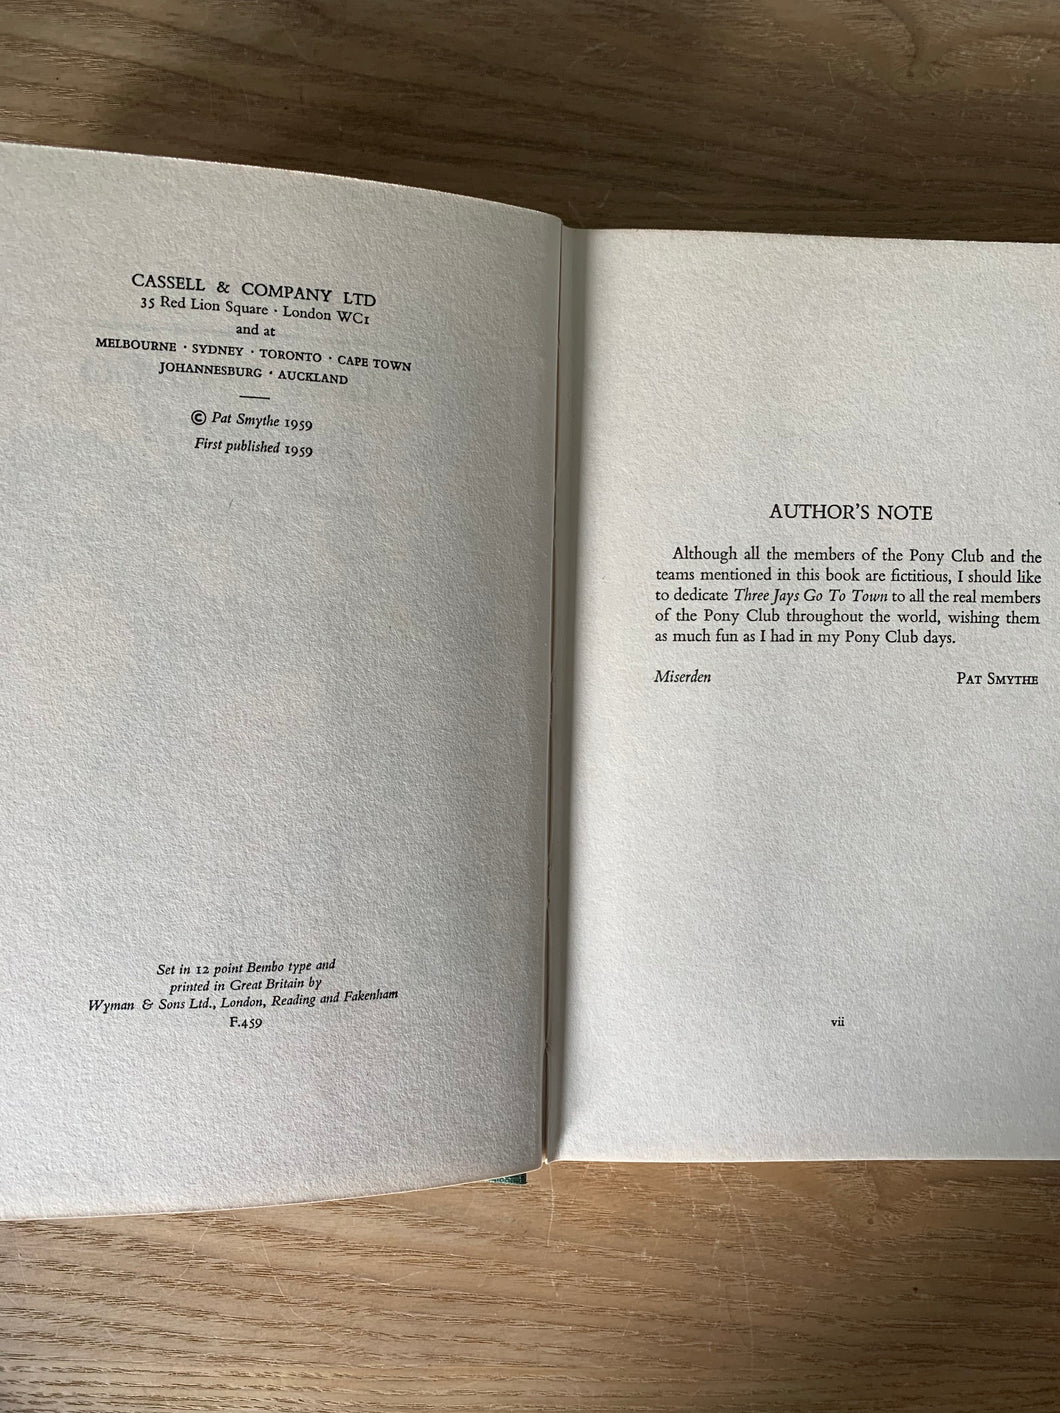 CASSELL & COMPANY LTD
35 Red Lion Square · London WC1
and at
MELBOURNE · SYDNEY · TORONTO · CAPE TOWN
JOHANNESBURG · AUCKLAND
© Pat Smythe 1959
First published 1959
Set in 12 point Bembo type and
printed in Great Britain by
Wyman & Sons Ltd., London, Reading and Fakenham
F.459
AUTHOR'S NOTE
Although all the members of the Pony Club and the
teams mentioned in this book are fictitious, I should like
to dedicate Three Jays Go To Town to all the real members
of the Pony Club throughout the world, wishing them
as much fun as I had in my Pony Club days.
Miserden PAT SMYTHE
vii